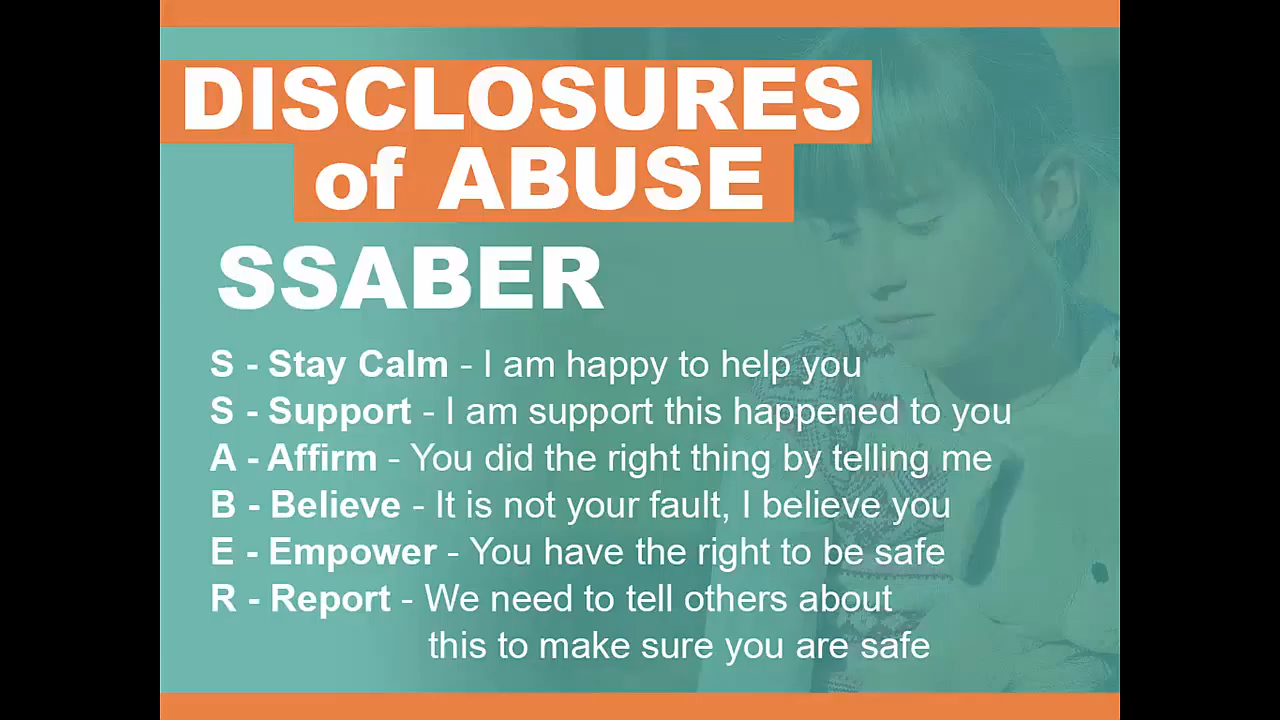 DISCLOSURES
of ABUSE
SSABER
S - Stay Calm - I am happy to help you
S - Support - I am support this happened to you
A - Affirm - You did the right thing by telling me
B - Believe - It is not your fault, I believe you
E - Empower - You have the right to be safe
R - Report - We need to tell others about
this to make sure you are safe